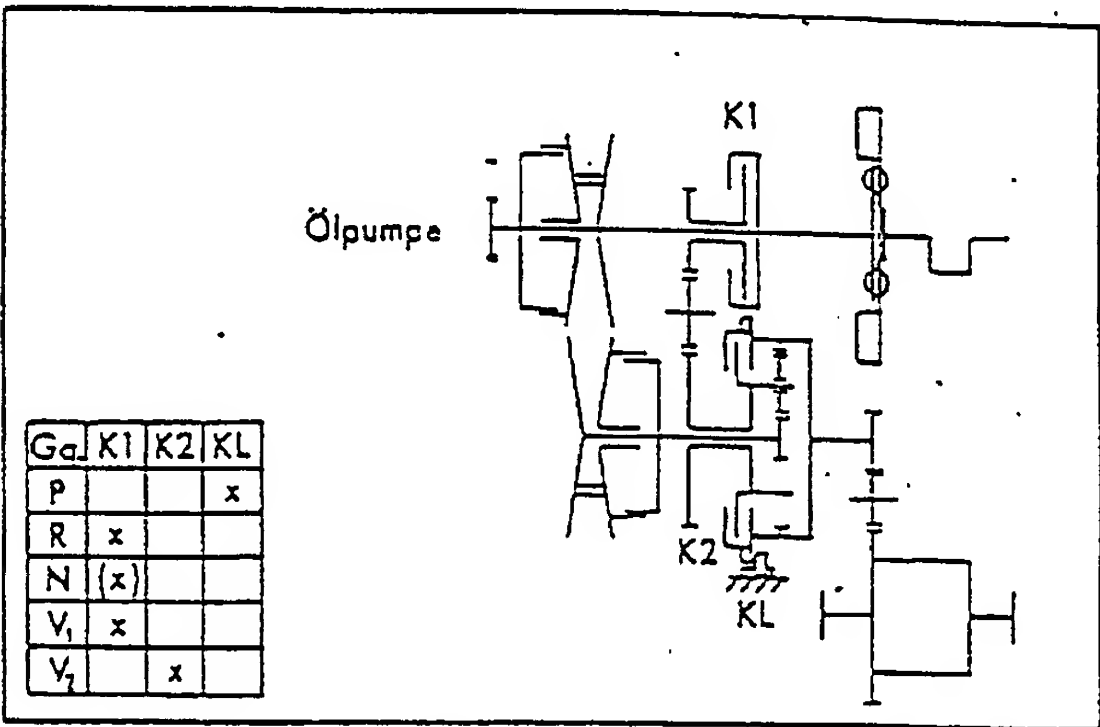 K1
Ölpumpe
K2
KL
Ga. K1 K2 KL
P x
R x
N (x)
V₁ x
V₂ x